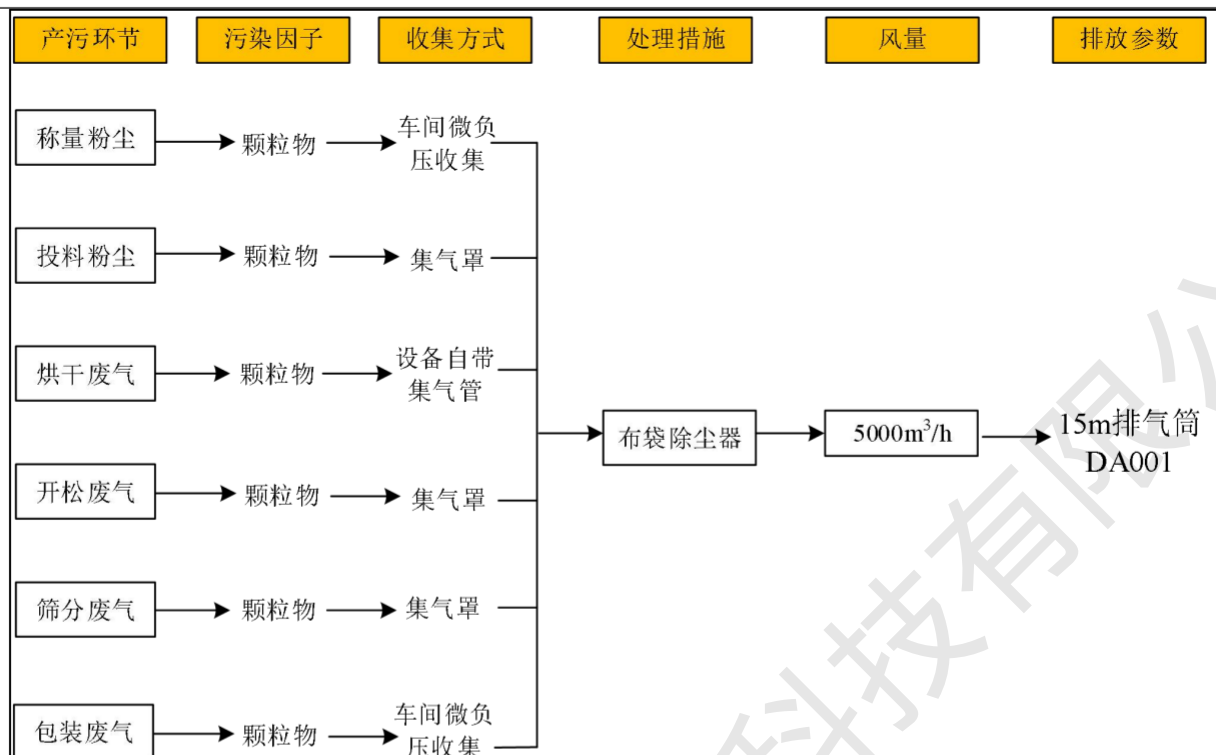 产污环节 污染因子 收集方式 处理措施 风量 排放参数
称量粉尘 颗粒物 车间微负
压收集
投料粉尘 颗粒物 集气罩
烘干废气 颗粒物 设备自带
集气管
布袋除尘器 5000m³/h 15m排气筒
DA001
开松废气 颗粒物 集气罩
筛分废气 颗粒物 集气罩
包装废气 颗粒物 车间微负
压收集
科技有限公